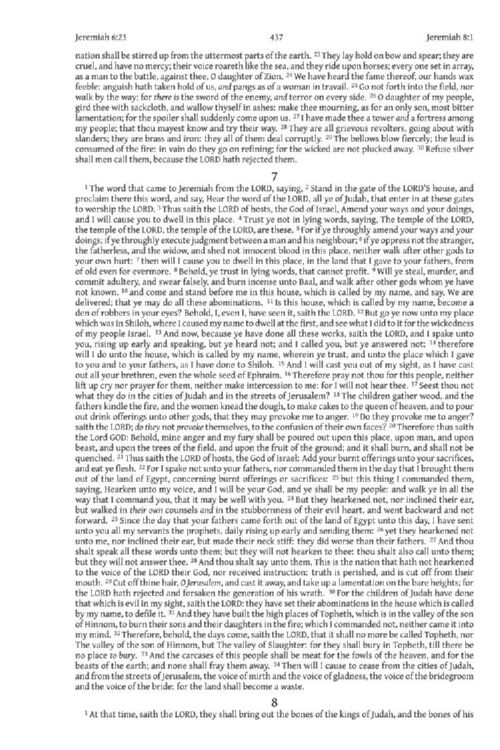 Jeremiah 6:23 437 Jeremiah 8:1
nation shall be stirred up from the uttermost parts of the earth. 23 They lay hold on bow and spear; they are
cruel, and have no mercy; their voice roareth like the sea, and they ride upon horses; every one set in array,
as a man to the battle, against thee, O daughter of Zion. 24 We have heard the fame thereof; our hands wax
feeble: anguish hath taken hold of us, and pangs as of a woman in travail. 25 Go not forth into the field, nor
walk by the way; for there is the sword of the enemy, and terror on every side. 26 O daughter of my people,
gird thee with sackcloth, and wallow thyself in ashes: make thee mourning, as for an only son, most bitter
lamentation; for the spoiler shall suddenly come upon us. 27 I have made thee a tower and a fortress among
my people; that thou mayest know and try their way. 28 They are all grievous revolters, going about with
slanders; they are brass and iron; they all of them deal corruptly. 29 The bellows blow fiercely; the lead is
consumed of the fire: in vain do they go on refining; for the wicked are not plucked away. 30 Refuse silver
shall men call them, because the LORD hath rejected them.
7
1 The word that came to Jeremiah from the LORD, saying, 2 Stand in the gate of the LORD'S house, and
proclaim there this word, and say, Hear the word of the LORD, all ye of Judah, that enter in at these gates
to worship the LORD. 3 Thus saith the LORD of hosts, the God of Israel, Amend your ways and your doings,
and I will cause you to dwell in this place. 4 Trust ye not in lying words, saying, The temple of the LORD,
the temple of the LORD, the temple of the LORD, are these. 5 For if ye throughly amend your ways and your
doings; if ye throughly execute judgment between a man and his neighbour; 6 if ye oppress not the stranger,
the fatherless, and the widow, and shed not innocent blood in this place, neither walk after other gods to
your own hurt: 7 then will I cause you to dwell in this place, in the land that I gave to your fathers, from
of old even for evermore. 8 Behold, ye trust in lying words, that cannot profit. 9 Will ye steal, murder, and
commit adultery, and swear falsely, and burn incense unto Baal, and walk after other gods whom ye have
not known, 10 and come and stand before me in this house, which is called by my name, and say, We are
delivered; that ye may do all these abominations. 11 Is this house, which is called by my name, become a
den of robbers in your eyes? Behold, I, even I, have seen it, saith the LORD. 12 But go ye now unto my place
which was in Shiloh, where I caused my name to dwell at the first, and see what I did to it for the wickedness
of my people Israel. 13 And now, because ye have done all these works, saith the LORD, and I spake unto
you, rising up early and speaking, but ye heard not; and I called you, but ye answered not: 14 therefore
will I do unto the house, which is called by my name, wherein ye trust, and unto the place which I gave
to you and to your fathers, as I have done to Shiloh. 15 And I will cast you out of my sight, as I have cast
out all your brethren, even the whole seed of Ephraim. 16 Therefore pray not thou for this people, neither
lift up cry nor prayer for them, neither make intercession to me: for I will not hear thee. 17 Seest thou not
what they do in the cities of Judah and in the streets of Jerusalem? 18 The children gather wood, and the
fathers kindle the fire, and the women knead the dough, to make cakes to the queen of heaven, and to pour
out drink offerings unto other gods, that they may provoke me to anger. 19 Do they provoke me to anger?
saith the LORD; do they not provoke themselves, to the confusion of their own faces? 20 Therefore thus saith
the Lord GOD: Behold, mine anger and my fury shall be poured out upon this place, upon man, and upon
beast, and upon the trees of the field, and upon the fruit of the ground; and it shall burn, and shall not be
quenched. 21 Thus saith the LORD of hosts, the God of Israel: Add your burnt offerings unto your sacrifices,
and eat ye flesh. 22 For I spake not unto your fathers, nor commanded them in the day that I brought them
out of the land of Egypt, concerning burnt offerings or sacrifices: 23 but this thing I commanded them,
saying, Hearken unto my voice, and I will be your God, and ye shall be my people: and walk ye in all the
way that I command you, that it may be well with you. 24 But they hearkened not, nor inclined their ear,
but walked in their own counsels and in the stubbornness of their evil heart, and went backward and not
forward. 25 Since the day that your fathers came forth out of the land of Egypt unto this day, I have sent
unto you all my servants the prophets, daily rising up early and sending them: 26 yet they hearkened not
unto me, nor inclined their ear, but made their neck stiff: they did worse than their fathers. 27 And thou
shalt speak all these words unto them; but they will not hearken to thee: thou shalt also call unto them;
but they will not answer thee. 28 And thou shalt say unto them, This is the nation that hath not hearkened
to the voice of the LORD their God, nor received instruction: truth is perished, and is cut off from their
mouth. 29 Cut off thine hair, O Jerusalem, and cast it away, and take up a lamentation on the bare heights; for
the LORD hath rejected and forsaken the generation of his wrath. 30 For the children of Judah have done
that which is evil in my sight, saith the LORD: they have set their abominations in the house which is called
by my name, to defile it. 31 And they have built the high places of Topheth, which is in the valley of the son
of Hinnom, to burn their sons and their daughters in the fire; which I commanded not, neither came it into
my mind. 32 Therefore, behold, the days come, saith the LORD, that it shall no more be called Topheth, nor
The valley of the son of Hinnom, but The valley of Slaughter: for they shall bury in Topheth, till there be
no place to bury. 33 And the carcases of this people shall be meat for the fowls of the heaven, and for the
beasts of the earth; and none shall fray them away. 34 Then will I cause to cease from the cities of Judah,
and from the streets of Jerusalem, the voice of mirth and the voice of gladness, the voice of the bridegroom
and the voice of the bride: for the land shall become a waste.
8
1 At that time, saith the LORD, they shall bring out the bones of the kings of Judah, and the bones of his